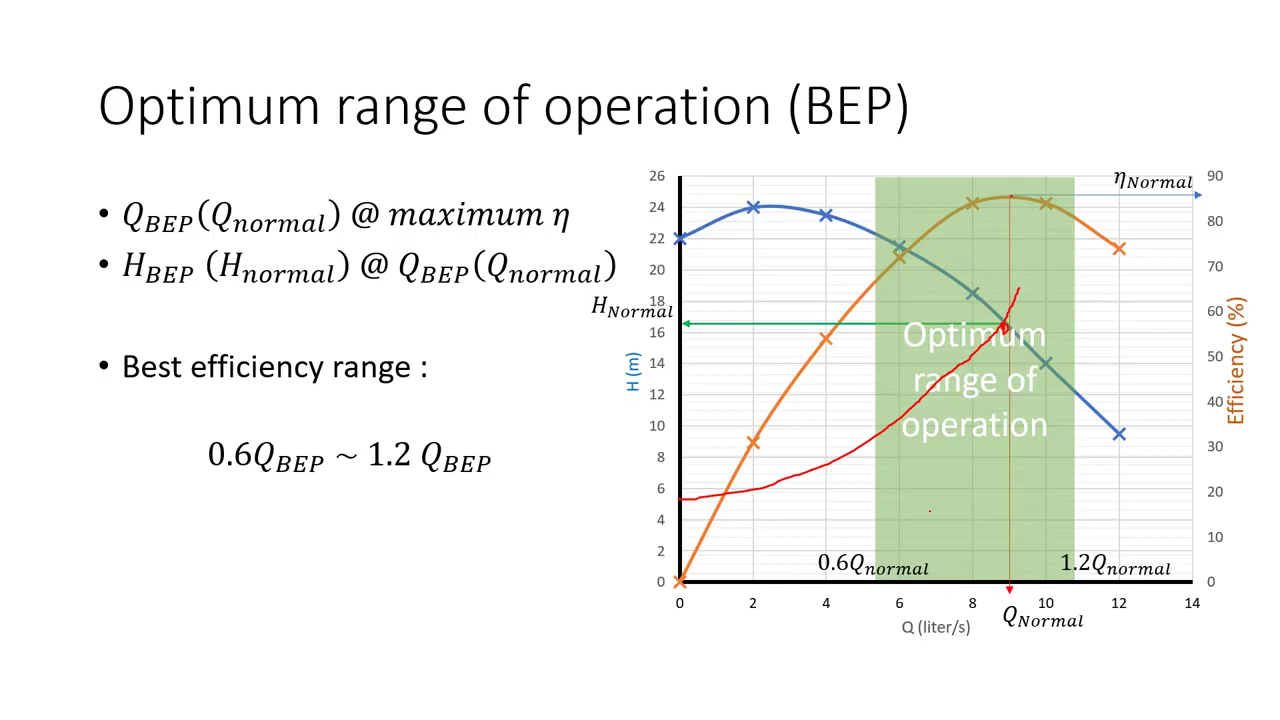 Optimum range of operation (BEP)
• Q_BEP(Q_normal) @ maximum η
• H_BEP (H_normal) @ Q_BEP(Q_normal)
• Best efficiency range :
0.6Q_BEP ~ 1.2 Q_BEP
26
24
22
20
18
16
14
12
10
8
6
4
2
0
H (m)
H_Normal
η_Normal
Optimum
range of
operation
0.6Q_normal
1.2Q_normal
90
80
70
60
50
40
30
20
10
0
Efficiency (%)
0 2 4 6 8 10 12 14
Q_Normal
Q (liter/s)